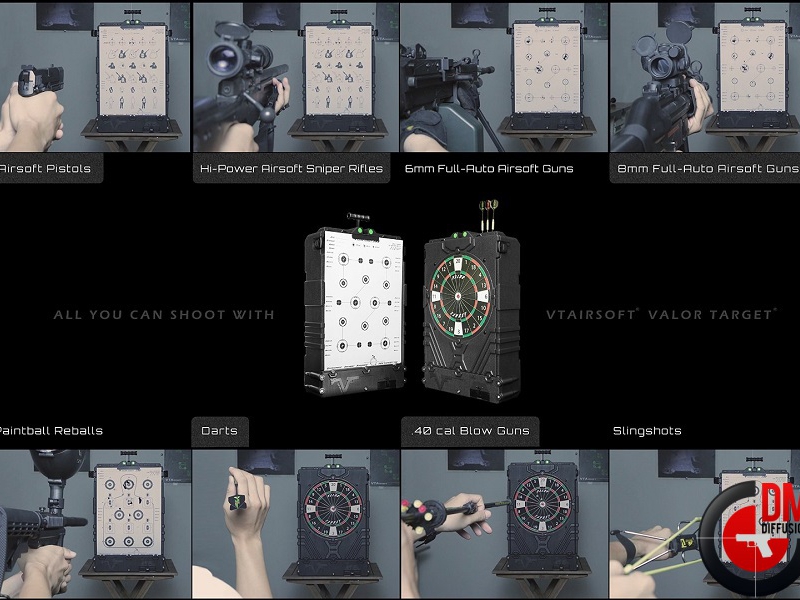 Airsoft Pistols
Hi-Power Airsoft Sniper Rifles
6mm Full-Auto Airsoft Guns
8mm Full-Auto Airsoft Guns
ALL YOU CAN SHOOT WITH
VTAIRSOFT® VALOR TARGET®
Paintball Reballs
Darts
.40 cal Blow Guns
Slingshots
DM
DIFFUSI